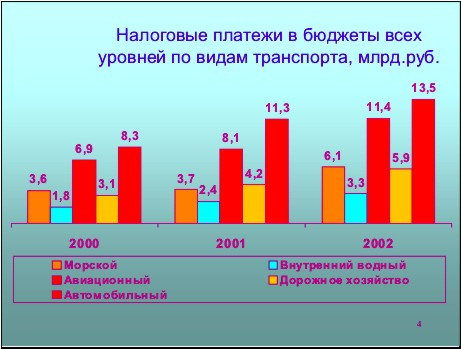 Налоговые платежи в бюджеты всех
уровней по видам транспорта, млрд.руб.
3,6 1,8 6,9 3,1 8,3
3,7 2,4 8,1 4,2 11,3
6,1 3,3 11,4 5,9 13,5
2000 2001 2002
Морской Внутренний водный
Авиационный Дорожное хозяйство
Автомобильный
4